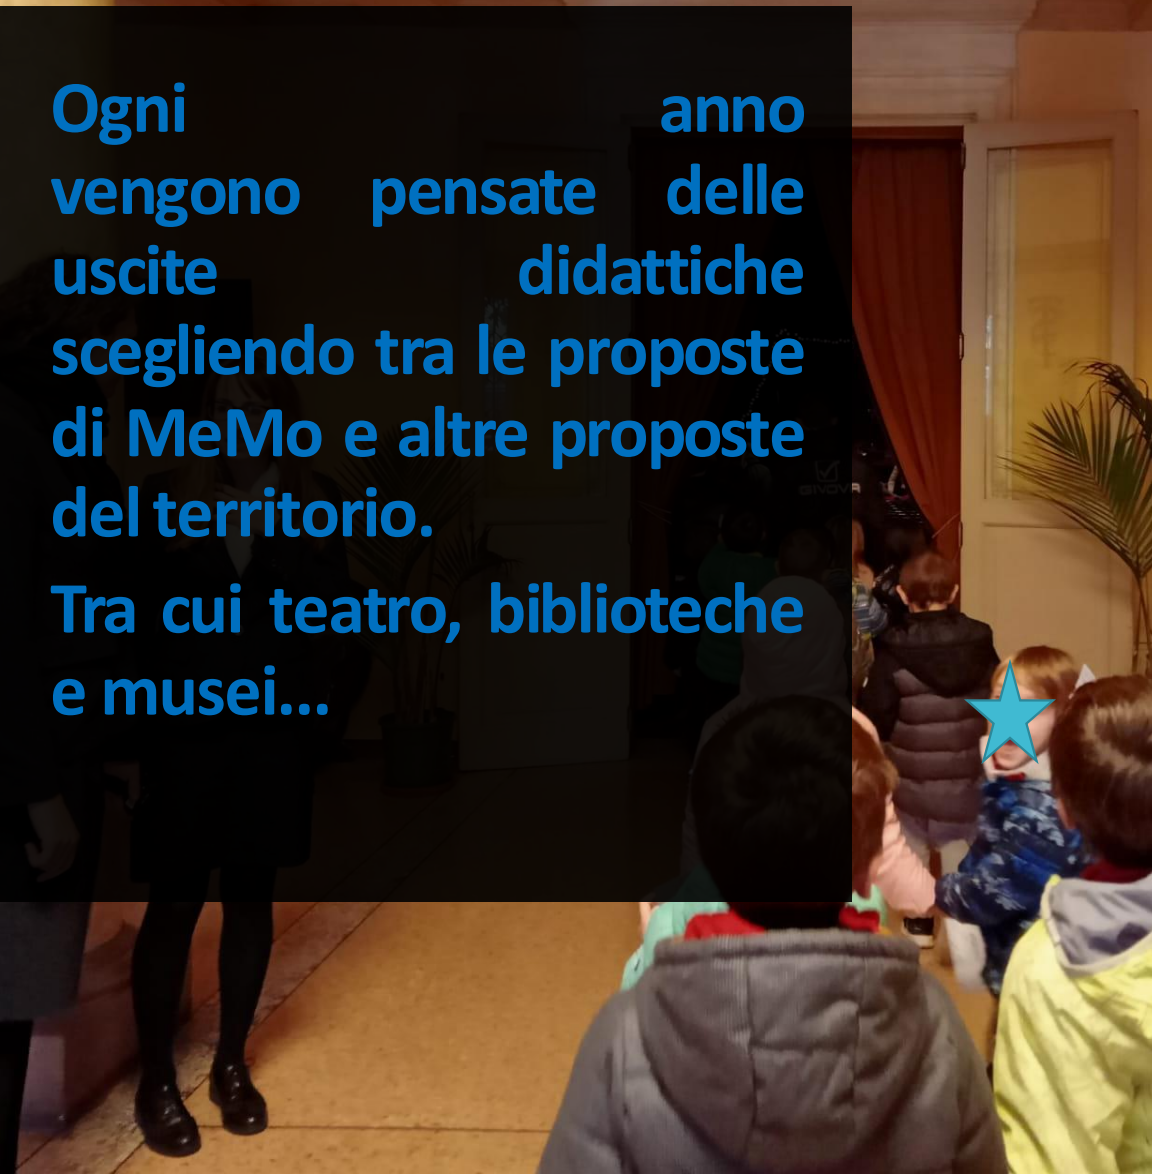 Ogni anno
vengono pensate delle
uscite didattiche
scegliendo tra le proposte
di MeMo e altre proposte
del territorio.
Tra cui teatro, biblioteche
e musei...
GIVOVA